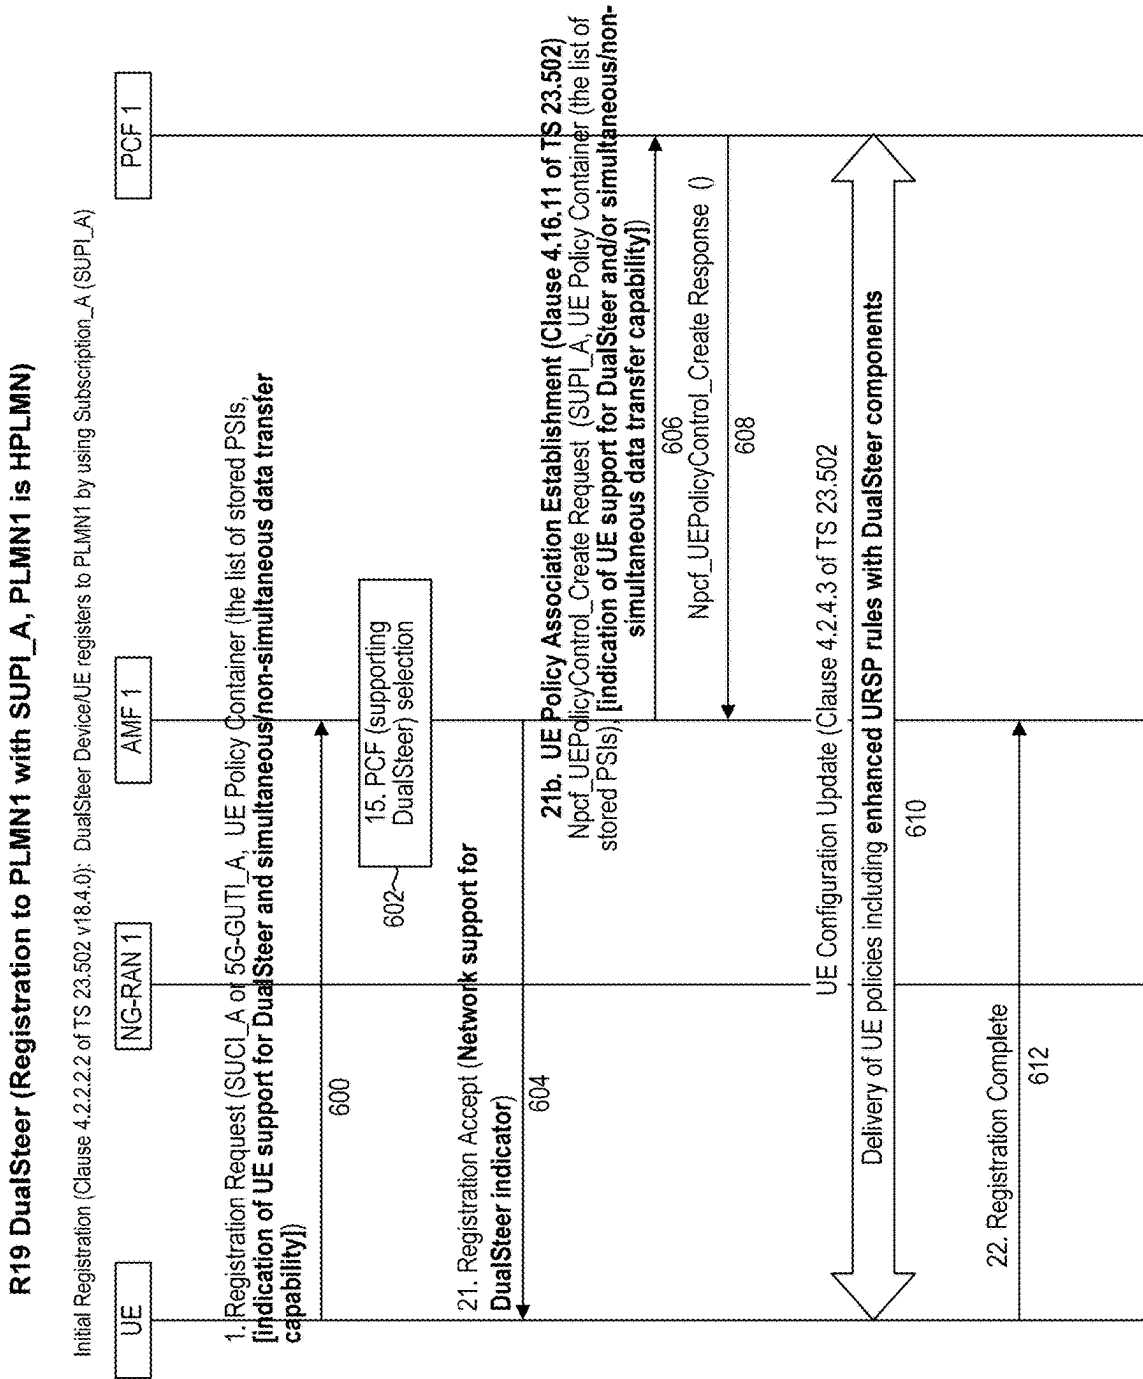 R19 DualSteer (Registration to PLMN1 with SUPI_A, PLMN1 is HPLMN)
Initial Registration (Clause 4.2.2.2.2 of TS 23.502 v18.4.0): DualSteer Device/UE registers to PLMN1 by using Subscription_A (SUPI_A)
UE
NG-RAN 1
AMF 1
PCF 1
1. Registration Request (SUCI_A or 5G-GUTI_A, UE Policy Container (the list of stored PSIs,
[indication of UE support for DualSteer and simultaneous/non-simultaneous data transfer
capability])
600
15. PCF (supporting
DualSteer) selection
602
21. Registration Accept (Network support for
DualSteer indicator)
604
21b. UE Policy Association Establishment (Clause 4.16.11 of TS 23.502)
Npcf_UEPolicyControl_Create Request (SUPI_A, UE Policy Container (the list of
stored PSIs), [indication of UE support for DualSteer and/or simultaneous/non-
simultaneous data transfer capability])
606
Npcf_UEPolicyControl_Create Response ()
608
UE Configuration Update (Clause 4.2.4.3 of TS 23.502
Delivery of UE policies including enhanced URSP rules with DualSteer components
610
22. Registration Complete
612